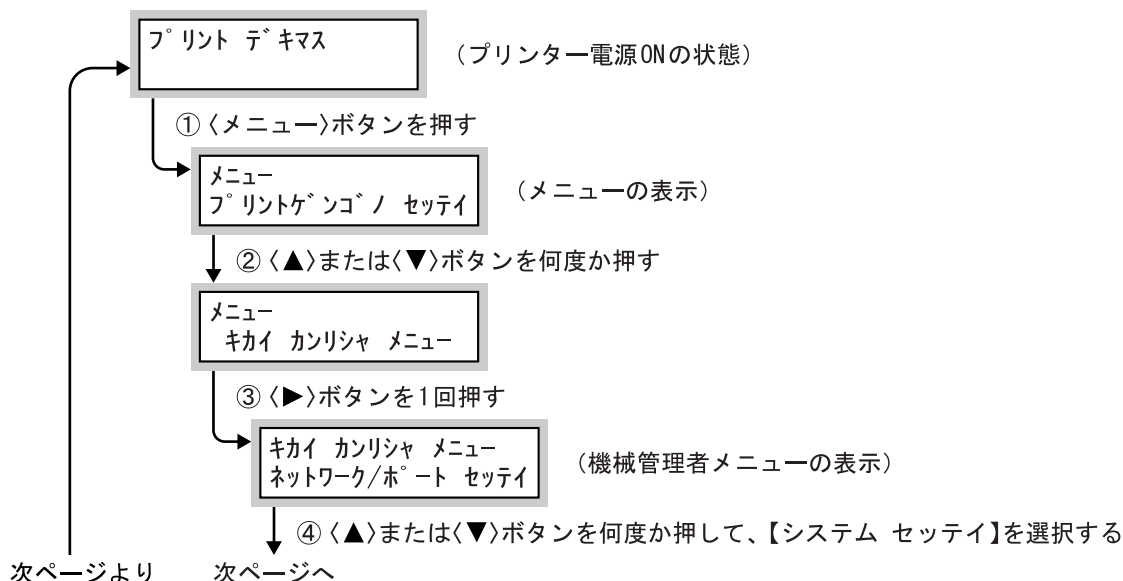 プリント デキマス
(プリンター電源ONの状態)
①〈メニュー〉ボタンを押す
メニュー
プリントゲンゴノ セッテイ
(メニューの表示)
②〈▲〉または〈▼〉ボタンを何度か押す
メニュー
キカイ カンリシャ メニュー
③〈▶〉ボタンを1回押す
キカイ カンリシャ メニュー
ネットワーク/ポート セッテイ
(機械管理者メニューの表示)
④〈▲〉または〈▼〉ボタンを何度か押して、【システム セッテイ】を選択する
次ページより 次ページへ